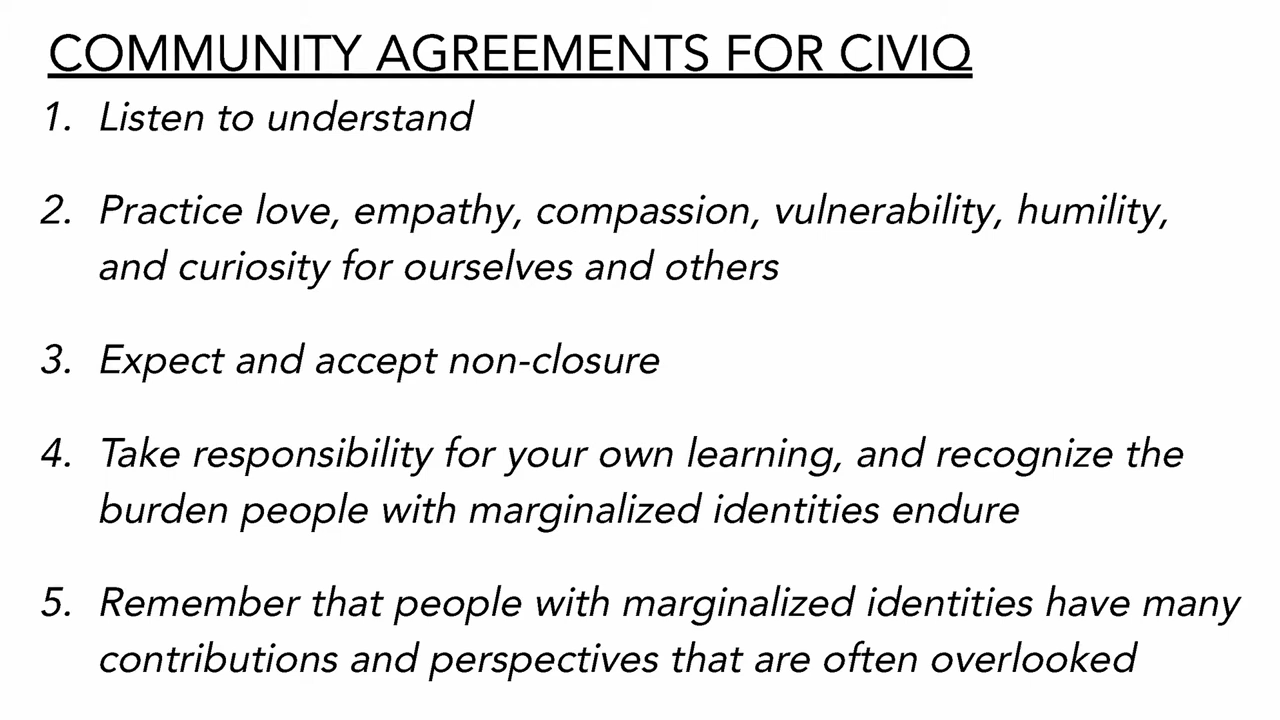 COMMUNITY AGREEMENTS FOR CIVIQ
1. Listen to understand
2. Practice love, empathy, compassion, vulnerability, humility,
and curiosity for ourselves and others
3. Expect and accept non-closure
4. Take responsibility for your own learning, and recognize the
burden people with marginalized identities endure
5. Remember that people with marginalized identities have many
contributions and perspectives that are often overlooked